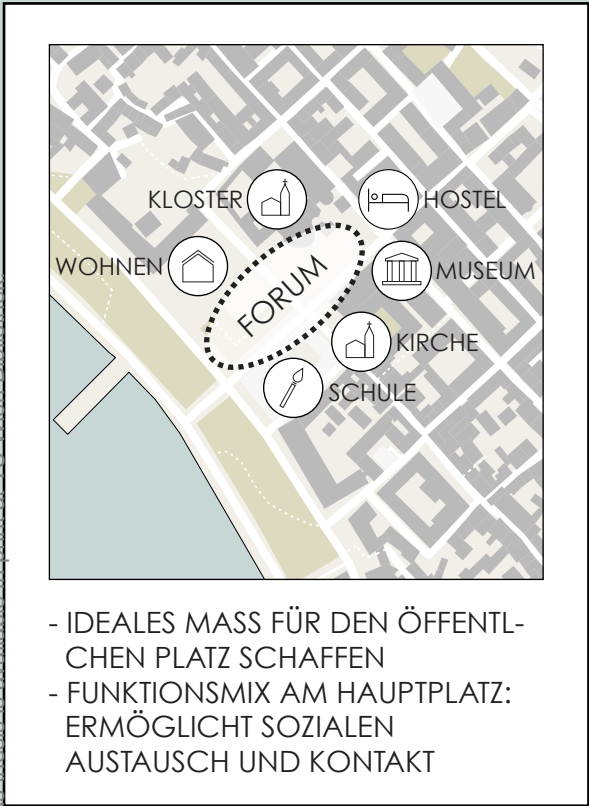 KLOSTER
HOSTEL
WOHNEN
FORUM
MUSEUM
KIRCHE
SCHULE
- IDEALES MASS FÜR DEN ÖFFENTL-
CHEN PLATZ SCHAFFEN
- FUNKTIONSMIX AM HAUPTPLATZ:
ERMÖGLICHT SOZIALEN
AUSTAUSCH UND KONTAKT